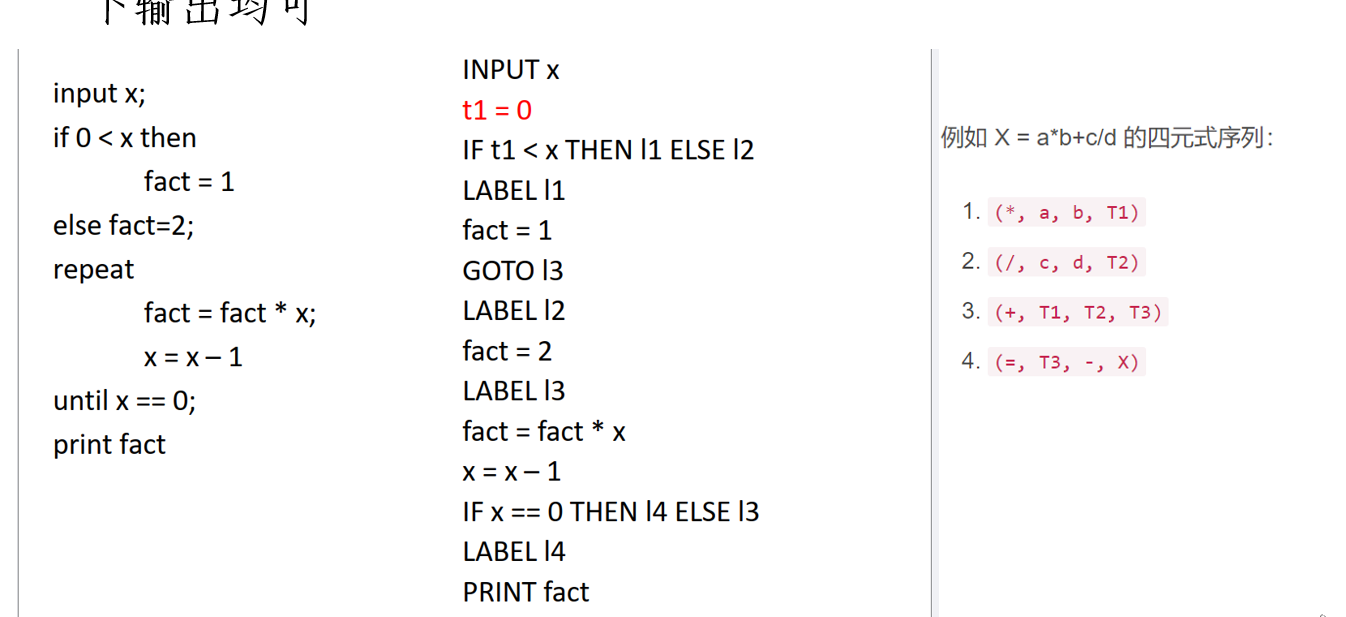 下输出均可
input x;
if 0 < x then
fact = 1
else fact=2;
repeat
fact = fact * x;
x = x – 1
until x == 0;
print fact
INPUT x
t1 = 0
IF t1 < x THEN l1 ELSE l2
LABEL l1
fact = 1
GOTO l3
LABEL l2
fact = 2
LABEL l3
fact = fact * x
x = x – 1
IF x == 0 THEN l4 ELSE l3
LABEL l4
PRINT fact
例如 X = a*b+c/d 的四元式序列：
1. (*, a, b, T1)
2. (/, c, d, T2)
3. (+, T1, T2, T3)
4. (=, T3, -, X)